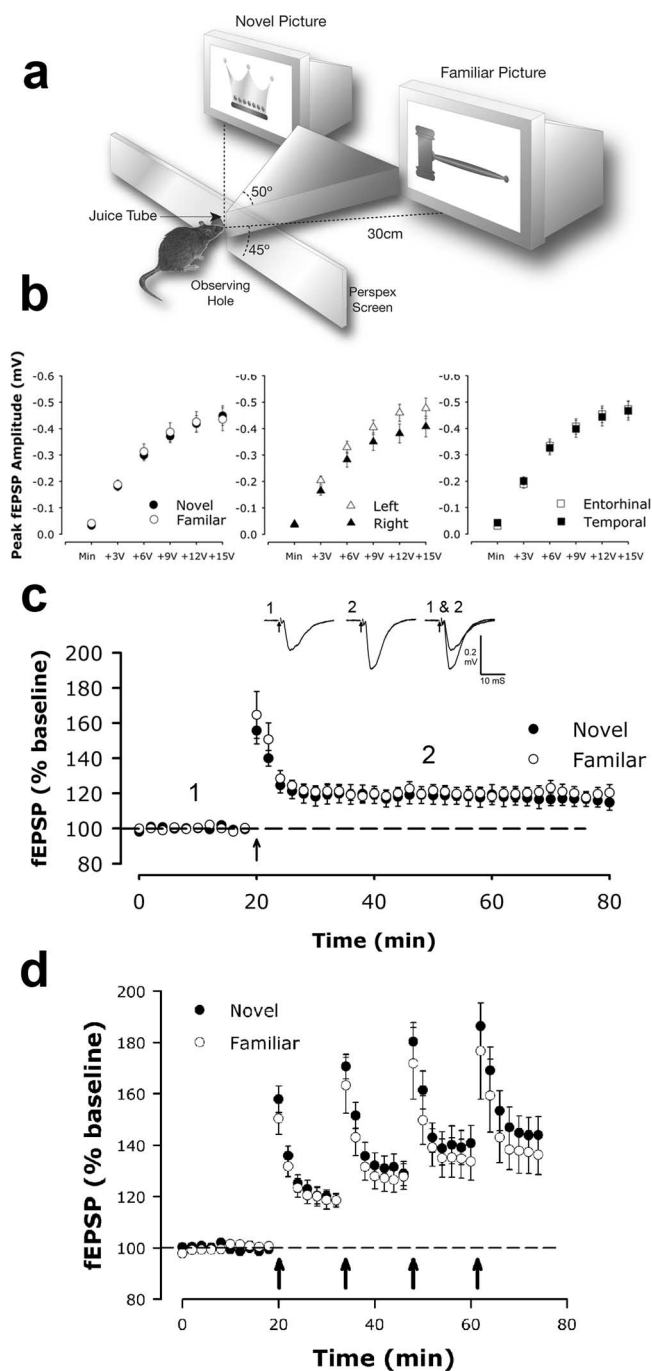 a
Novel Picture
Familiar Picture
Juice Tube
50º
45º
30cm
Observing
Hole
Perspex
Screen
b
Peak fEPSP Amplitude (mV)
-0.6
-0.5
-0.4
-0.3
-0.2
-0.1
0.0
Novel
Familar
Min +3V +6V +9V +12V +15V
-0.6
-0.5
-0.4
-0.3
-0.2
-0.1
0.0
Left
Right
Min +3V +6V +9V +12V +15V
-0.6
-0.5
-0.4
-0.3
-0.2
-0.1
0.0
Entorhinal
Temporal
Min +3V +6V +9V +12V +15V
c
1 2 1 & 2
0.2
mV
10 mS
fEPSP (% baseline)
200
180
160
140
120
100
80
Novel
Familar
1
2
0 20 40 60 80
Time (min)
d
fEPSP (% baseline)
200
180
160
140
120
100
80
Novel
Familiar
0 20 40 60 80
Time (min)